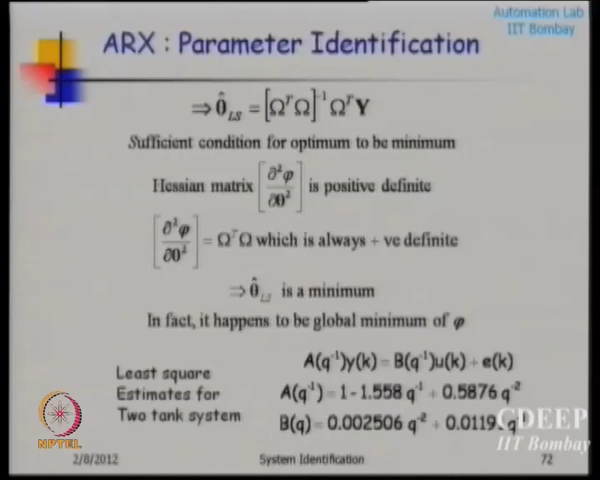 Automation Lab
IIT Bombay
ARX : Parameter Identification
⇒ θ̂_LS = [Ω^T Ω]^-1 Ω^T Y
Sufficient condition for optimum to be minimum
Hessian matrix [∂²φ/∂θ²] is positive definite
[∂²φ/∂θ²] = Ω^T Ω which is always + ve definite
⇒ θ̂_LS is a minimum
In fact, it happens to be global minimum of φ
Least square
Estimates for
Two tank system
A(q^-1)y(k) = B(q^-1)u(k) + e(k)
A(q^-1) = 1 - 1.558 q^-1 + 0.5876 q^-2
B(q) = 0.002506 q^-2 + 0.0119
CDEEP
IIT Bombay
NPTEL
2/8/2012
System Identification
72